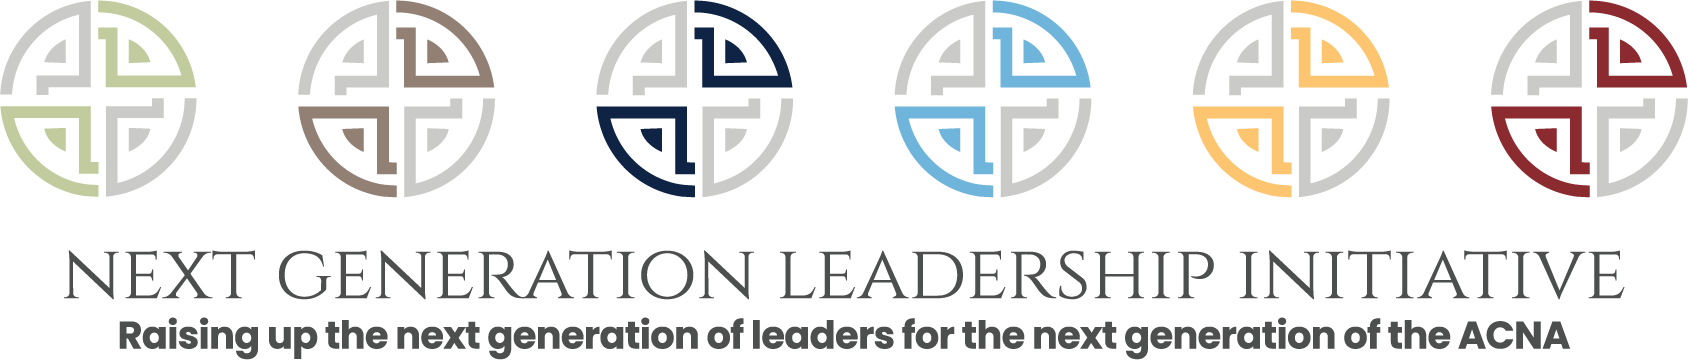 NEXT GENERATION LEADERSHIP INITIATIVE
Raising up the next generation of leaders for the next generation of the ACNA